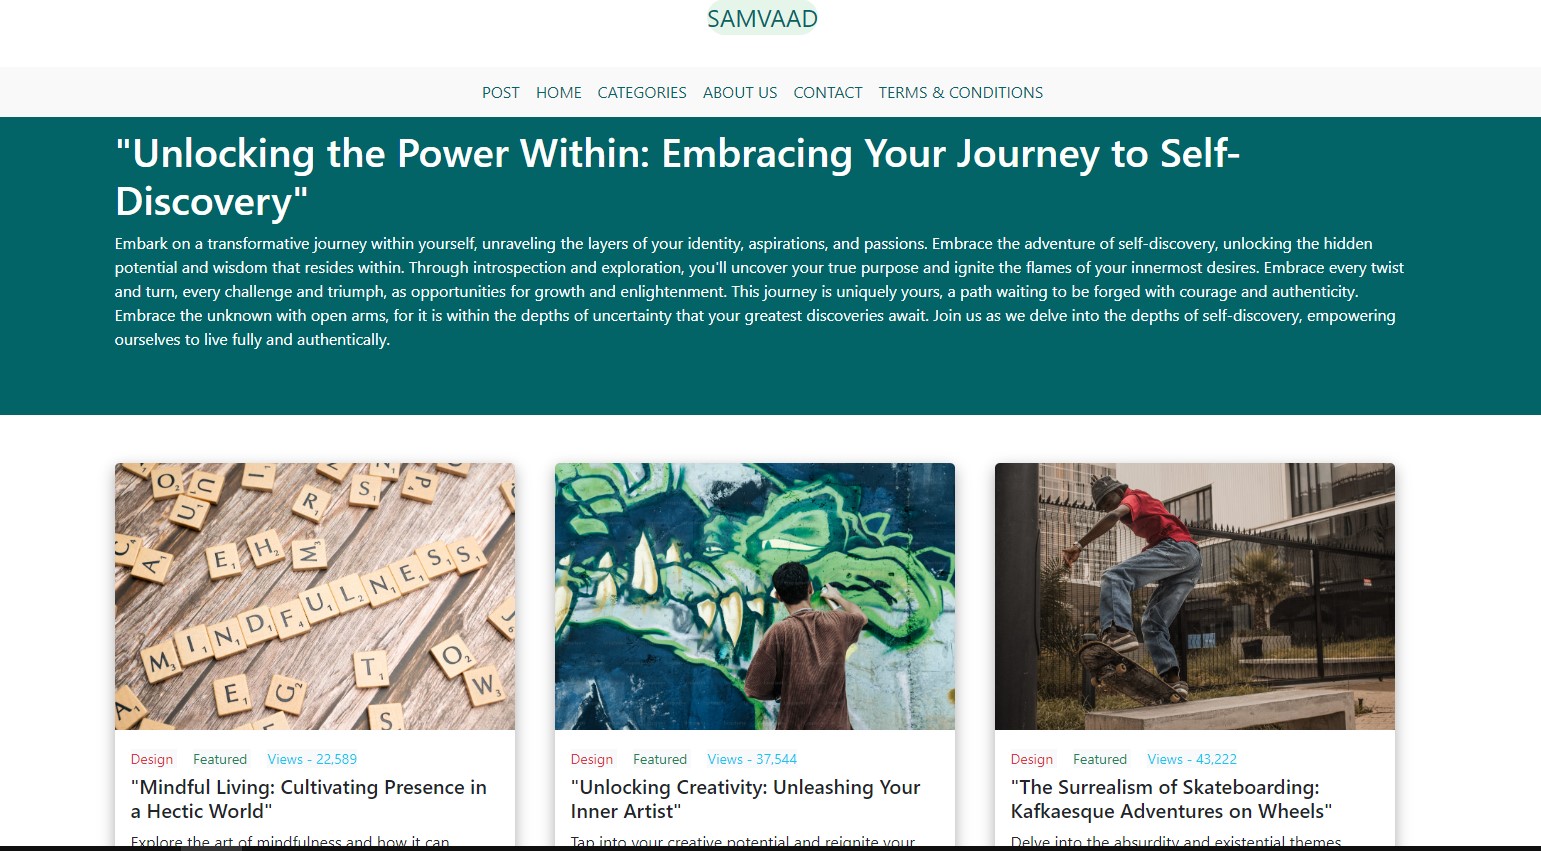 SAMVAAD
POST HOME CATEGORIES ABOUT US CONTACT TERMS & CONDITIONS
"Unlocking the Power Within: Embracing Your Journey to Self-
Discovery"
Embark on a transformative journey within yourself, unraveling the layers of your identity, aspirations, and passions. Embrace the adventure of self-discovery, unlocking the hidden
potential and wisdom that resides within. Through introspection and exploration, you'll uncover your true purpose and ignite the flames of your innermost desires. Embrace every twist
and turn, every challenge and triumph, as opportunities for growth and enlightenment. This journey is uniquely yours, a path waiting to be forged with courage and authenticity.
Embrace the unknown with open arms, for it is within the depths of uncertainty that your greatest discoveries await. Join us as we delve into the depths of self-discovery, empowering
ourselves to live fully and authentically.
MINDFULNESS
Design Featured Views - 22,589
"Mindful Living: Cultivating Presence in
a Hectic World"
Explore the art of mindfulness and how it can
Design Featured Views - 37,544
"Unlocking Creativity: Unleashing Your
Inner Artist"
Tap into your creative potential and reignite your
Design Featured Views - 43,222
"The Surrealism of Skateboarding:
Kafkaesque Adventures on Wheels"
Delve into the absurdity and existential themes